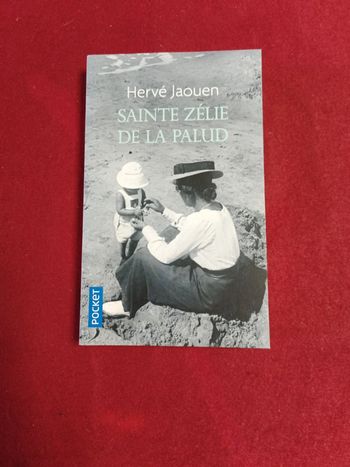 Hervé Jaouen
SAINTE ZÉLIE
DE LA PALUD
POCKET